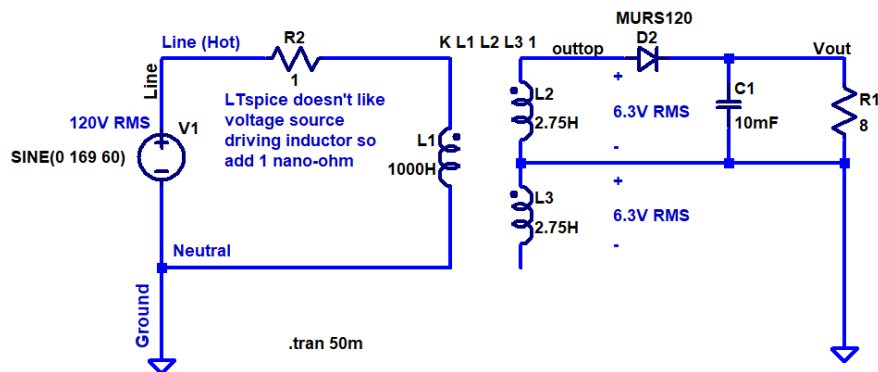 MURS120
Line (Hot)
R2
K L1 L2 L3 1
outtop
D2
Vout
1
Line
LTspice doesn't like
voltage source
driving inductor so
add 1 nano-ohm
120V RMS
V1
SINE(0 169 60)
L1
1000H
L2
2.75H
+
6.3V RMS
-
C1
10mF
R1
8
L3
2.75H
+
6.3V RMS
-
Neutral
Ground
.tran 50m